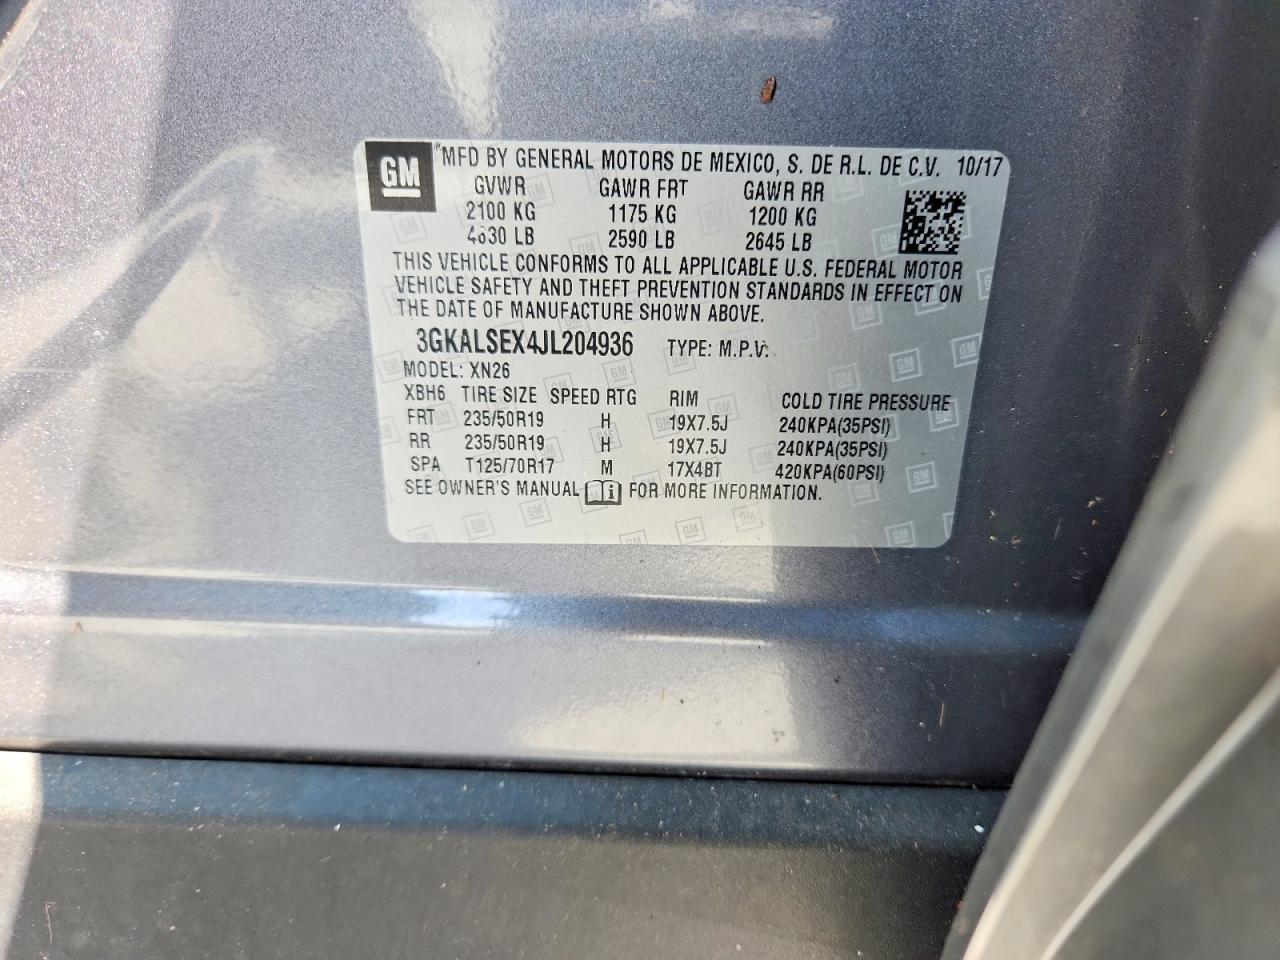 GM ®MFD BY GENERAL MOTORS DE MEXICO, S. DE R.L. DE C.V. 10/17
GVWR GAWR FRT GAWR RR
2100 KG 1175 KG 1200 KG
4630 LB 2590 LB 2645 LB
THIS VEHICLE CONFORMS TO ALL APPLICABLE U.S. FEDERAL MOTOR
VEHICLE SAFETY AND THEFT PREVENTION STANDARDS IN EFFECT ON
THE DATE OF MANUFACTURE SHOWN ABOVE.
3GKALSEX4JL204936 TYPE: M.P.V.
MODEL: XN26
XBH6 TIRE SIZE SPEED RTG RIM COLD TIRE PRESSURE
FRT 235/50R19 H 19X7.5J 240KPA(35PSI)
RR 235/50R19 H 19X7.5J 240KPA(35PSI)
SPA T125/70R17 M 17X4BT 420KPA(60PSI)
SEE OWNER'S MANUAL FOR MORE INFORMATION.